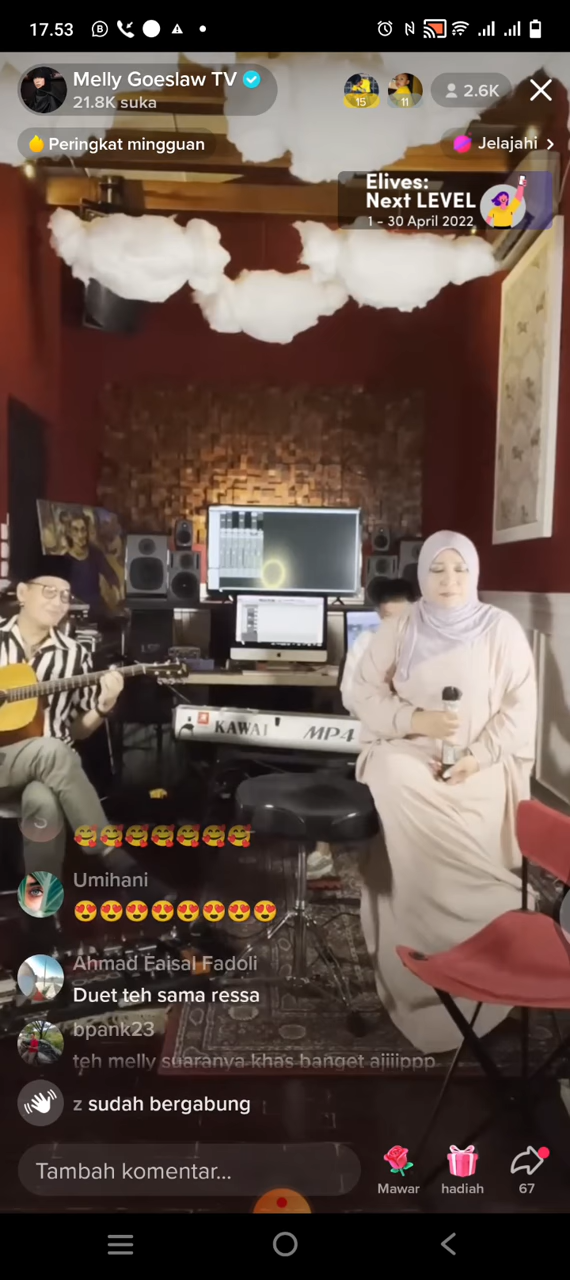 17.53
Melly Goeslaw TV
21.8K suka
15
11
2.6K
Peringkat mingguan
Jelajahi
Elives:
Next LEVEL
1 - 30 April 2022
KAWAI MP4
Umihani
Ahmad Faisal Fadoli
Duet teh sama ressa
bpank23
teh melly suaranya khas banget ajiiippp
z sudah bergabung
Tambah komentar...
Mawar
hadiah
67